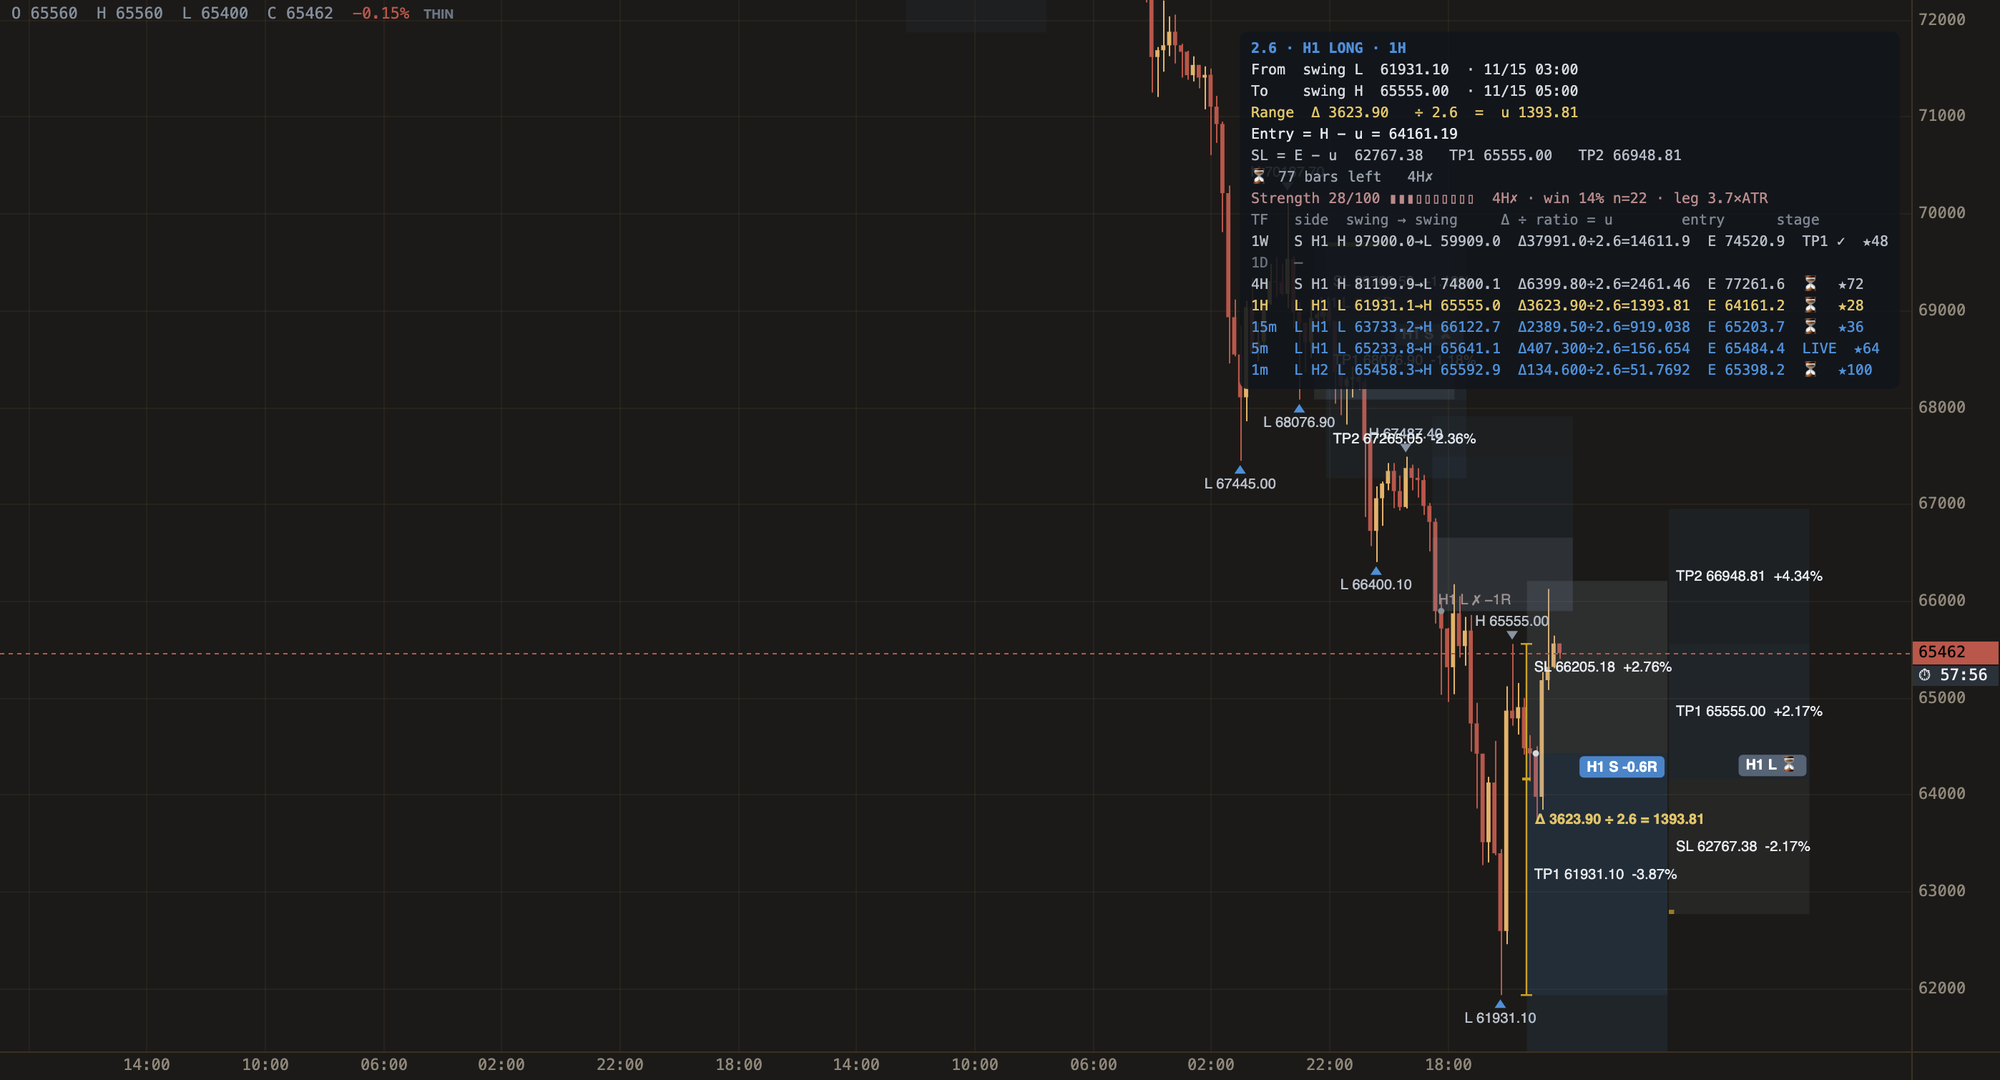 O 65560 H 65560 L 65400 C 65462 −0.15% THIN
2.6 · H1 LONG · 1H
From swing L 61931.10 · 11/15 03:00
To swing H 65555.00 · 11/15 05:00
Range Δ 3623.90 ÷ 2.6 = u 1393.81
Entry = H − u = 64161.19
SL = E − u 62767.38 TP1 65555.00 TP2 66948.81
⌛ 77 bars left 4H✗
Strength 28/100 ▮▮▮▯▯▯▯▯▯▯ 4H✗ · win 14% n=22 · leg 3.7×ATR
TF side swing → swing Δ ÷ ratio = u entry stage
1W S H1 H 97900.0→L 59909.0 Δ37991.0÷2.6=14611.9 E 74520.9 TP1 ✓ ★48
1D —
4H S H1 H 81199.9→L 74800.1 Δ6399.80÷2.6=2461.46 E 77261.6 ⌛ ★72
1H L H1 L 61931.1→H 65555.0 Δ3623.90÷2.6=1393.81 E 64161.2 ⌛ ★28
15m L H1 L 63733.2→H 66122.7 Δ2389.50÷2.6=919.038 E 65203.7 ⌛ ★36
5m L H1 L 65233.8→H 65641.1 Δ407.300÷2.6=156.654 E 65484.4 LIVE ★64
1m L H2 L 65458.3→H 65592.9 Δ134.600÷2.6=51.7692 E 65398.2 ⌛ ★100
L 68076.90
H 67487.40
TP2 67265.05 -2.36%
L 67445.00
L 66400.10
H1 L ✗ −1R
H 65555.00
SL 66205.18 +2.76%
TP2 66948.81 +4.34%
TP1 65555.00 +2.17%
H1 S -0.6R
H1 L ⌛
Δ 3623.90 ÷ 2.6 = 1393.81
SL 62767.38 -2.17%
TP1 61931.10 -3.87%
L 61931.10
72000
71000
70000
69000
68000
67000
66000
65462
⏱ 57:56
65000
64000
63000
62000
14:00 10:00 06:00 02:00 22:00 18:00 14:00 10:00 06:00 02:00 22:00 18:00